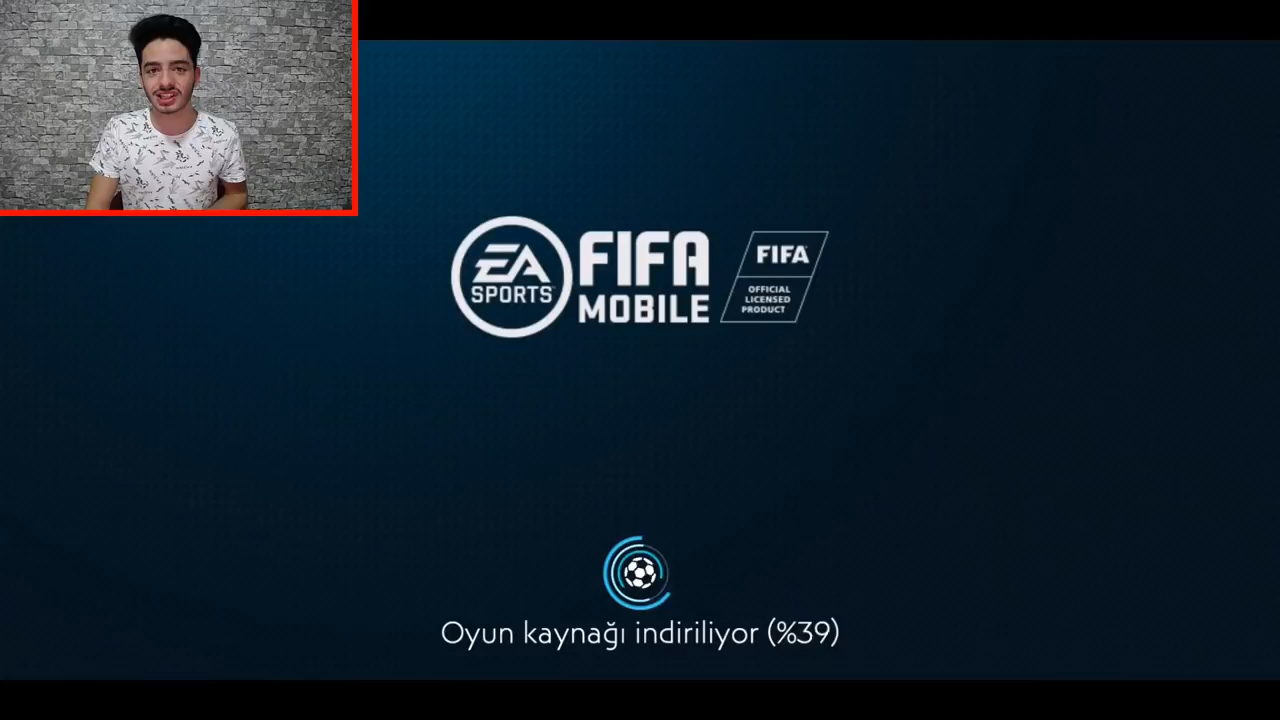 EA
SPORTS
FIFA
MOBILE
FIFA
OFFICIAL
LICENSED
PRODUCT
Oyun kaynağı indiriliyor (%39)